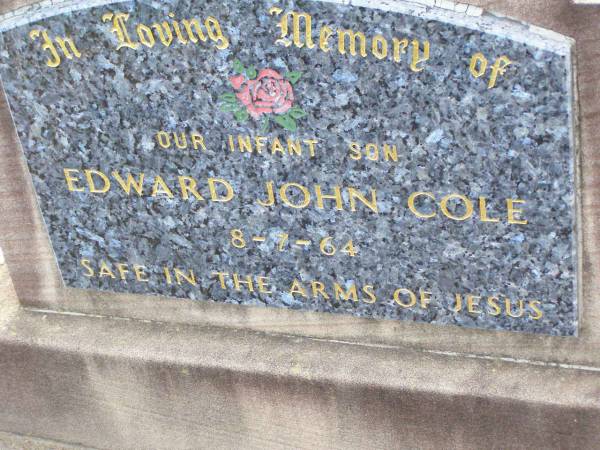 In Loving Memory of
OUR INFANT SON
EDWARD JOHN COLE
8-7-64
SAFE IN THE ARMS OF JESUS